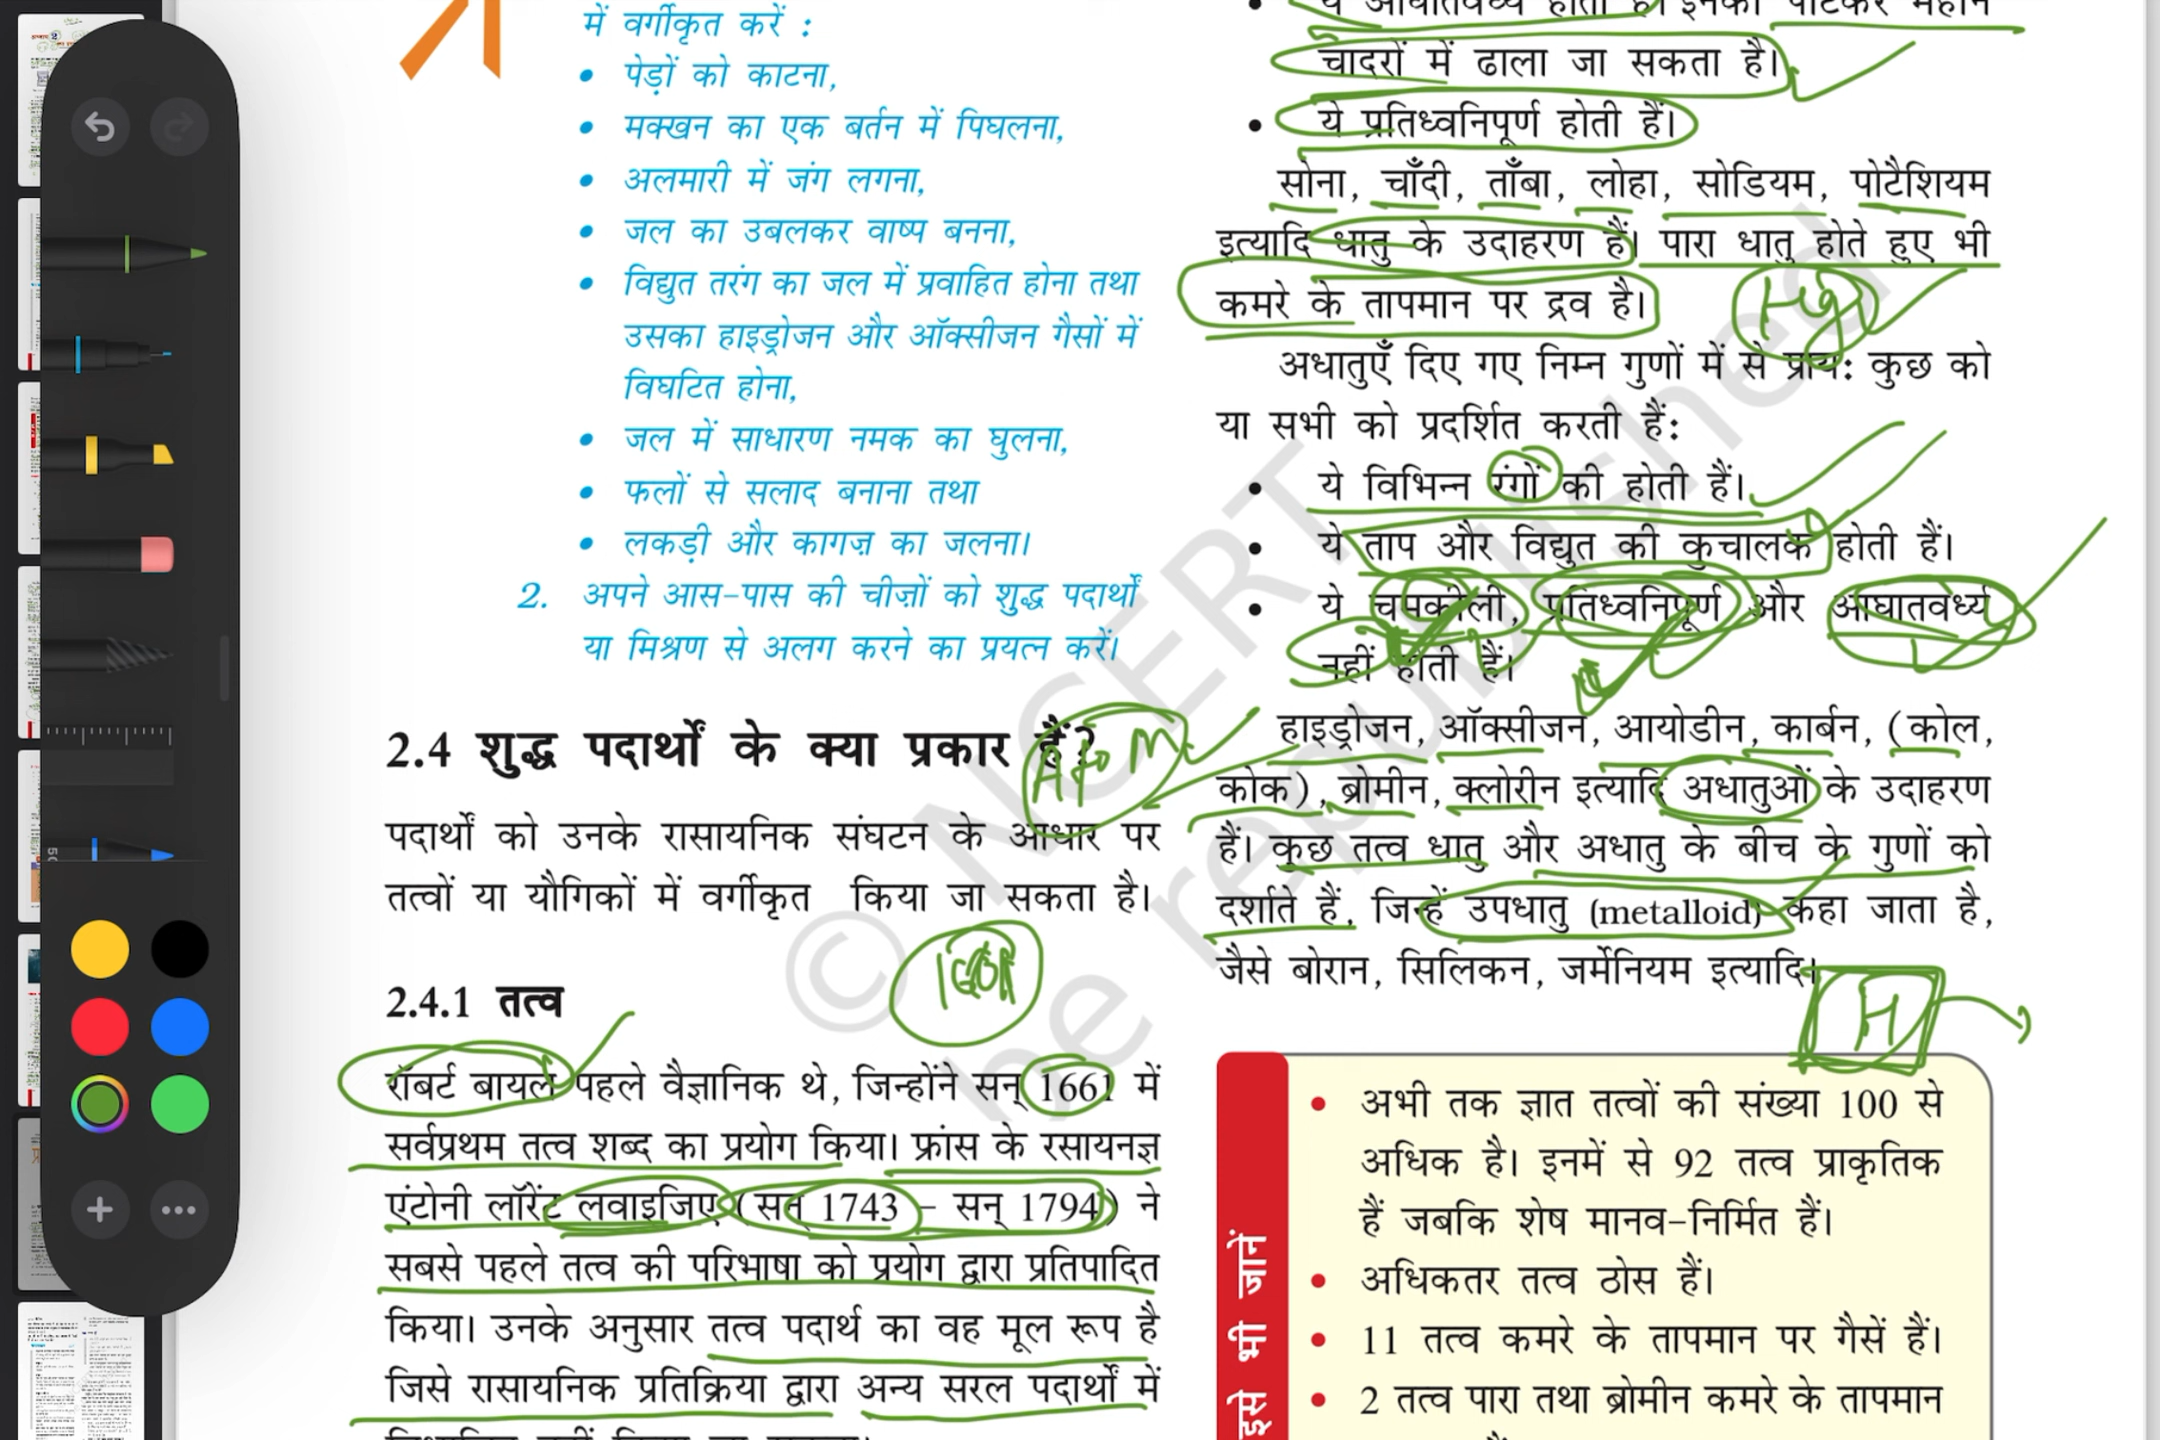 में वर्गीकृत करें :
• पेड़ों को काटना,
• मक्खन का एक बर्तन में पिघलना,
• अलमारी में जंग लगना,
• जल का उबलकर वाष्प बनना,
• विद्युत तरंग का जल में प्रवाहित होना तथा
उसका हाइड्रोजन और ऑक्सीजन गैसों में
विघटित होना,
• जल में साधारण नमक का घुलना,
• फलों से सलाद बनाना तथा
• लकड़ी और कागज़ का जलना।
2. अपने आस-पास की चीज़ों को शुद्ध पदार्थों
या मिश्रण से अलग करने का प्रयत्न करें।
2.4 शुद्ध पदार्थों के क्या प्रकार हैं?
Atom
पदार्थों को उनके रासायनिक संघटन के आधार पर
तत्वों या यौगिकों में वर्गीकृत किया जा सकता है।
2.4.1 तत्व
रॉबर्ट बायल पहले वैज्ञानिक थे, जिन्होंने सन् 1661 में
सर्वप्रथम तत्व शब्द का प्रयोग किया। फ्रांस के रसायनज्ञ
एंटोनी लॉरेंट लवाइजिए (सन् 1743 – सन् 1794) ने
सबसे पहले तत्व की परिभाषा को प्रयोग द्वारा प्रतिपादित
किया। उनके अनुसार तत्व पदार्थ का वह मूल रूप है
जिसे रासायनिक प्रतिक्रिया द्वारा अन्य सरल पदार्थों में
• ये आघातवर्ध्य होती हैं। इनको पीटकर महीन
चादरों में ढाला जा सकता है।
• ये प्रतिध्वनिपूर्ण होती हैं।
सोना, चाँदी, ताँबा, लोहा, सोडियम, पोटैशियम
इत्यादि धातु के उदाहरण हैं। पारा धातु होते हुए भी
कमरे के तापमान पर द्रव है।
Hg
अधातुएँ दिए गए निम्न गुणों में से प्राय: कुछ को
या सभी को प्रदर्शित करती हैं:
• ये विभिन्न रंगों की होती हैं।
• ये ताप और विद्युत की कुचालक होती हैं।
• ये चमकीली, प्रतिध्वनिपूर्ण और आघातवर्ध्य
नहीं होती हैं।
हाइड्रोजन, ऑक्सीजन, आयोडीन, कार्बन, (कोल,
कोक), ब्रोमीन, क्लोरीन इत्यादि अधातुओं के उदाहरण
हैं। कुछ तत्व धातु और अधातु के बीच के गुणों को
दर्शाते हैं, जिन्हें उपधातु (metalloid) कहा जाता है,
जैसे बोरान, सिलिकन, जर्मेनियम इत्यादि।
H
इसे भी जानें
• अभी तक ज्ञात तत्वों की संख्या 100 से
अधिक है। इनमें से 92 तत्व प्राकृतिक
हैं जबकि शेष मानव-निर्मित हैं।
• अधिकतर तत्व ठोस हैं।
• 11 तत्व कमरे के तापमान पर गैसें हैं।
• 2 तत्व पारा तथा ब्रोमीन कमरे के तापमान
© NCERT
be republished